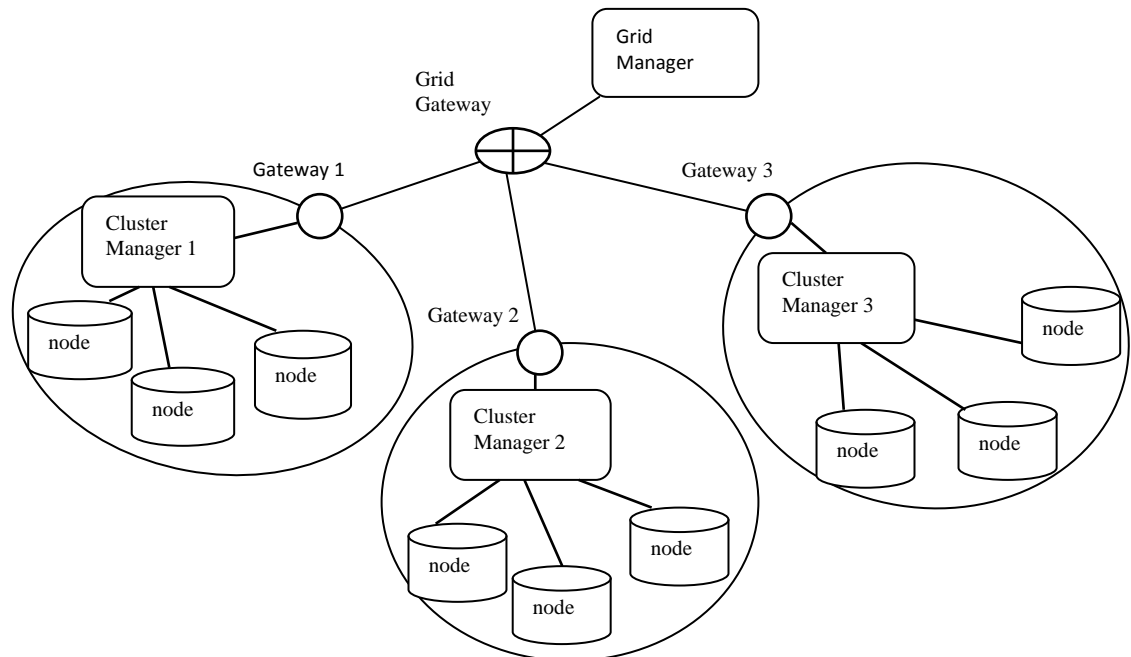 Grid
Manager
Grid
Gateway
Gateway 1
Gateway 3
Cluster
Manager 1
node
node
node
Gateway 2
Cluster
Manager 2
node
node
node
Cluster
Manager 3
node
node
node